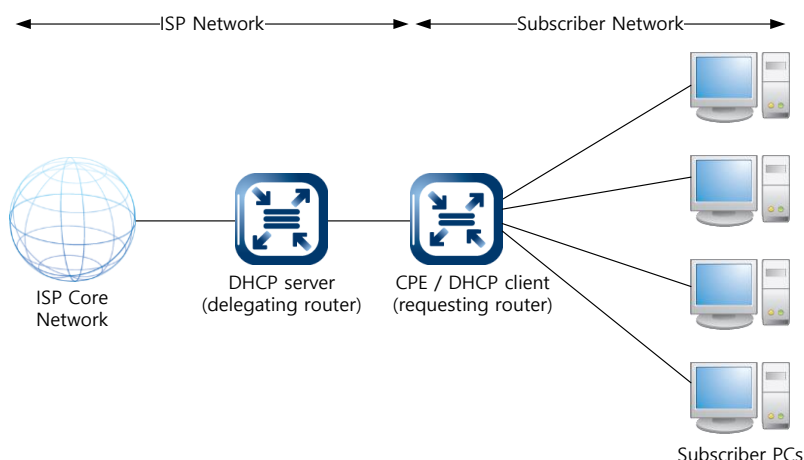 ISP Network
Subscriber Network
ISP Core
Network
DHCP server
(delegating router)
CPE / DHCP client
(requesting router)
Subscriber PCs